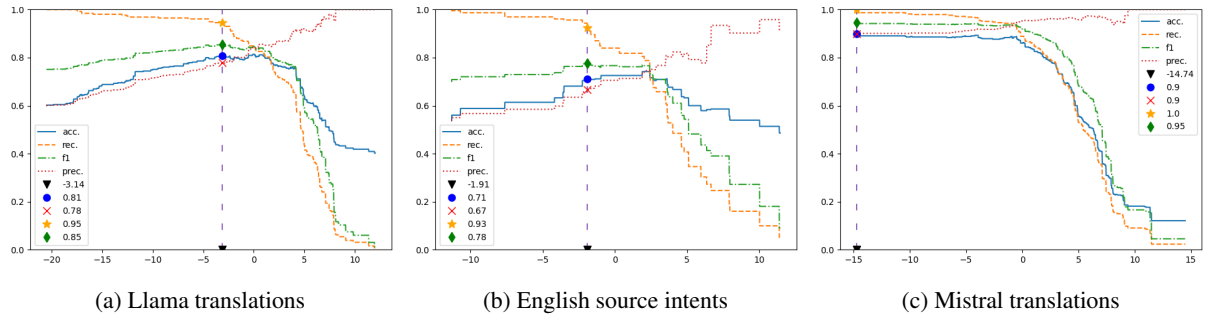 1.0
0.8
0.6
0.4
0.2
0.0
acc.
rec.
f1
prec.
-3.14
0.81
0.78
0.95
0.85
−20 −15 −10 −5 0 5 10
(a) Llama translations
1.0
0.8
0.6
0.4
0.2
0.0
acc.
rec.
f1
prec.
-1.91
0.71
0.67
0.93
0.78
−10 −5 0 5 10
(b) English source intents
1.0
0.8
0.6
0.4
0.2
0.0
acc.
rec.
f1
prec.
-14.74
0.9
0.9
1.0
0.95
−15 −10 −5 0 5 10 15
(c) Mistral translations